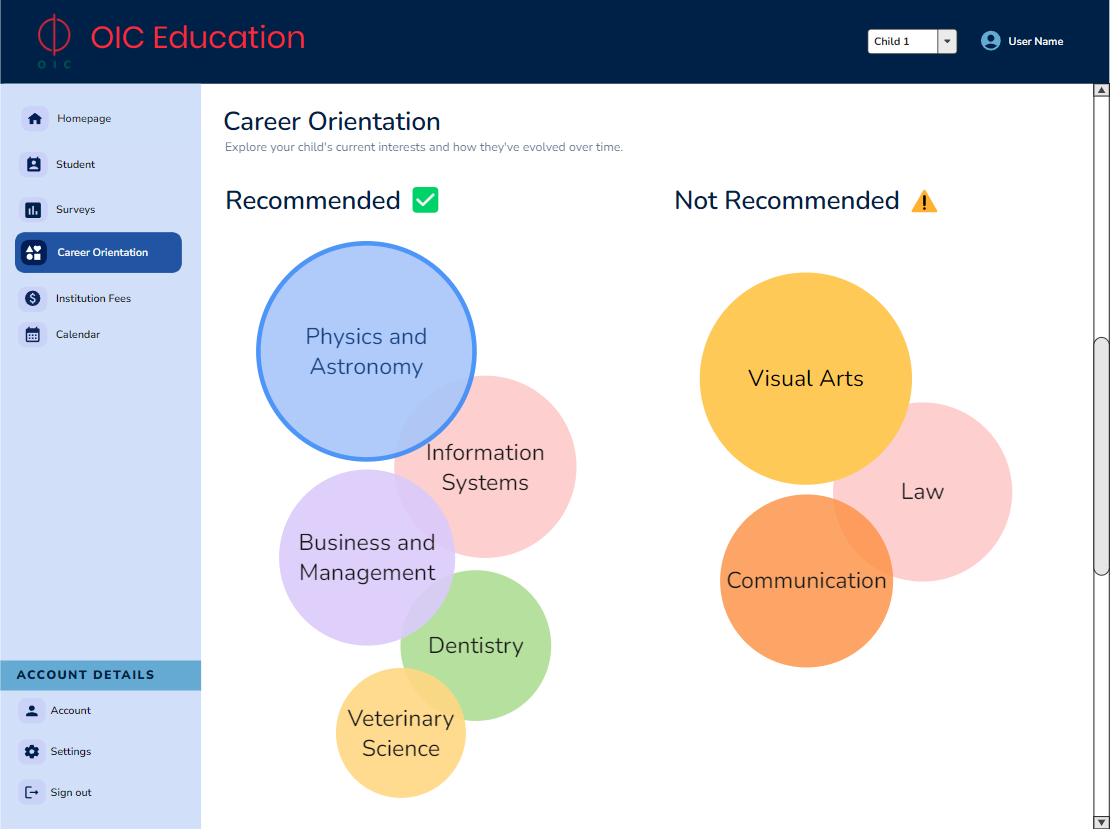 OIC Education
OIC
Child 1
User Name
Homepage
Student
Surveys
Career Orientation
Institution Fees
Calendar
ACCOUNT DETAILS
Account
Settings
Sign out
Career Orientation
Explore your child's current interests and how they've evolved over time.
Recommended
Physics and
Astronomy
Information
Systems
Business and
Management
Dentistry
Veterinary
Science
Not Recommended
Visual Arts
Law
Communication